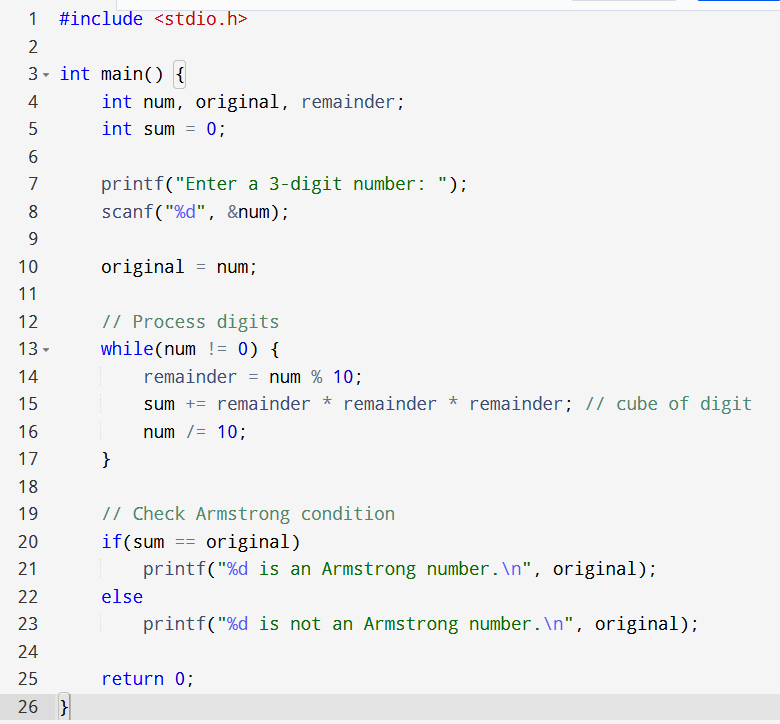 1 #include <stdio.h>
2
3 int main() {
4     int num, original, remainder;
5     int sum = 0;
6
7     printf("Enter a 3-digit number: ");
8     scanf("%d", &num);
9
10     original = num;
11
12     // Process digits
13     while(num != 0) {
14         remainder = num % 10;
15         sum += remainder * remainder * remainder; // cube of digit
16         num /= 10;
17     }
18
19     // Check Armstrong condition
20     if(sum == original)
21         printf("%d is an Armstrong number.\n", original);
22     else
23         printf("%d is not an Armstrong number.\n", original);
24
25     return 0;
26 }